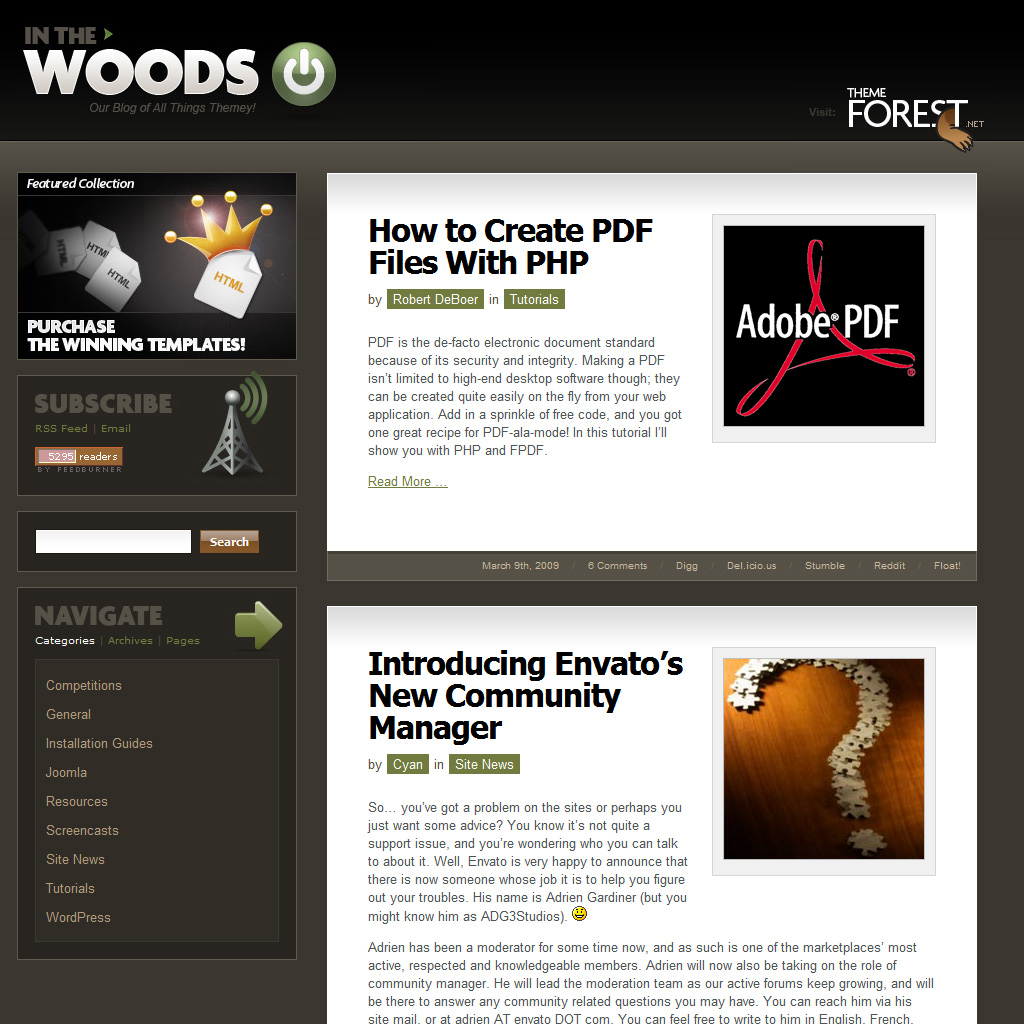 IN THE
WOODS
Our Blog of All Things Themey!
Visit:
THEME
FOREST
.NET
Featured Collection
HTML
HTML
HTML
HTML
PURCHASE
THE WINNING TEMPLATES!
SUBSCRIBE
RSS Feed | Email
5295 readers
BY FEEDBURNER
Search
NAVIGATE
Categories | Archives | Pages
Competitions
General
Installation Guides
Joomla
Resources
Screencasts
Site News
Tutorials
WordPress
How to Create PDF
Files With PHP
by Robert DeBoer in Tutorials
PDF is the de-facto electronic document standard
because of its security and integrity. Making a PDF
isn’t limited to high-end desktop software though; they
can be created quite easily on the fly from your web
application. Add in a sprinkle of free code, and you got
one great recipe for PDF-ala-mode! In this tutorial I’ll
show you with PHP and FPDF.
Read More …
Adobe® PDF
®
March 9th, 2009 / 6 Comments / Digg / Del.icio.us / Stumble / Reddit / Float!
Introducing Envato’s
New Community
Manager
by Cyan in Site News
So… you’ve got a problem on the sites or perhaps you
just want some advice? You know it’s not quite a
support issue, and you’re wondering who you can talk
to about it. Well, Envato is very happy to announce that
there is now someone whose job it is to help you figure
out your troubles. His name is Adrien Gardiner (but you
might know him as ADG3Studios).
Adrien has been a moderator for some time now, and as such is one of the marketplaces’ most
active, respected and knowledgeable members. Adrien will now also be taking on the role of
community manager. He will lead the moderation team as our active forums keep growing, and will
be there to answer any community related questions you may have. You can reach him via his
site mail, or at adrien AT envato DOT com. You can feel free to write to him in English, French,